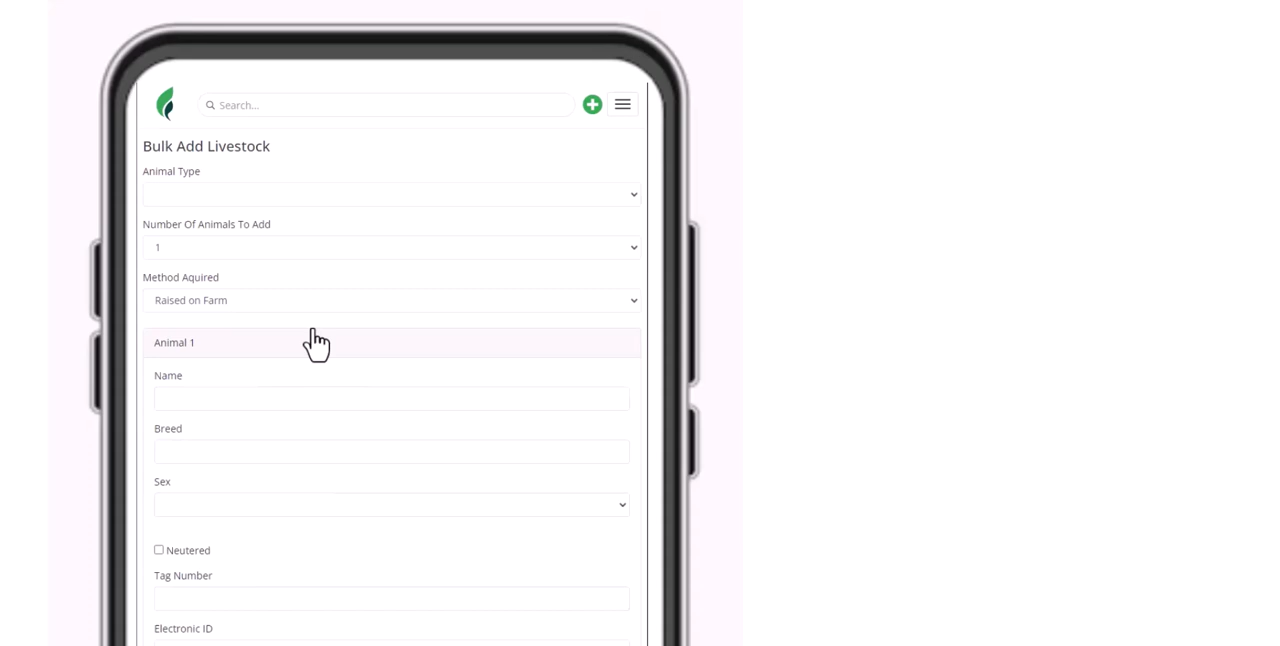 Search...
Bulk Add Livestock
Animal Type
Number Of Animals To Add
1
Method Aquired
Raised on Farm
Animal 1
Name
Breed
Sex
Neutered
Tag Number
Electronic ID